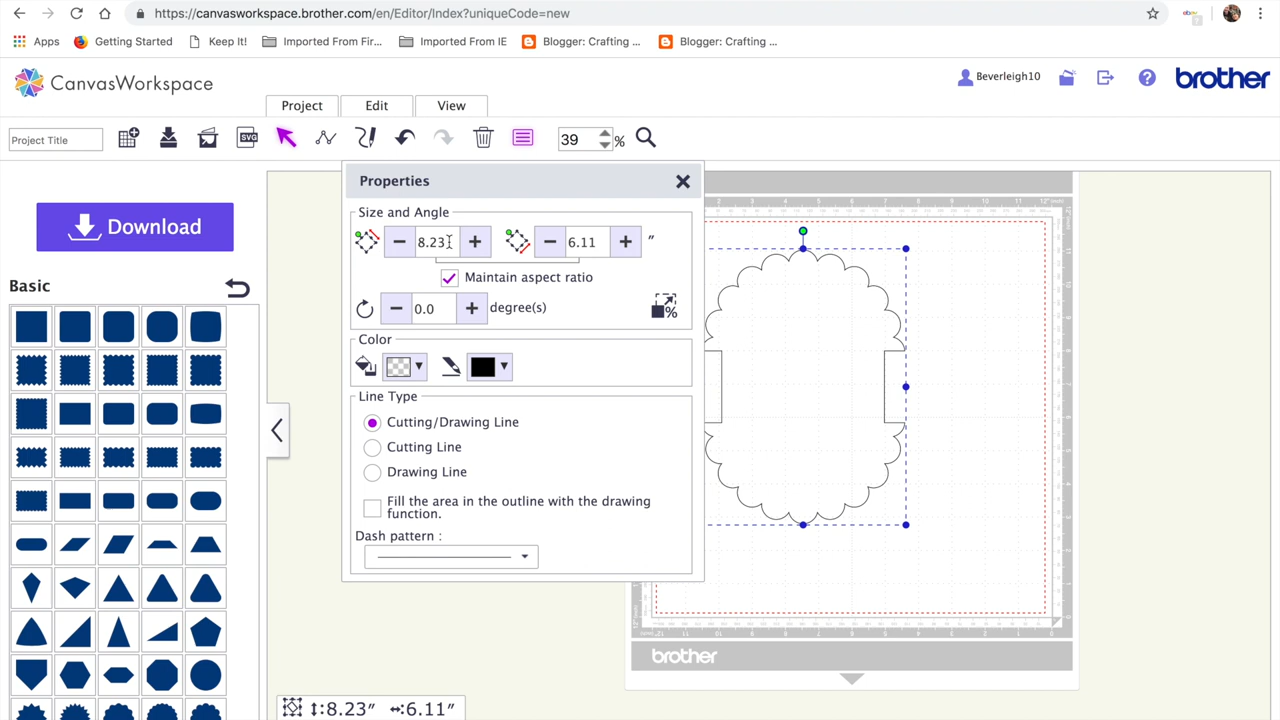 https://canvasworkspace.brother.com/en/Editor/Index?uniqueCode=new
Apps Getting Started Keep It! Imported From Fir... Imported From IE Blogger: Crafting ... Blogger: Crafting ...
CanvasWorkspace
Beverleigh10
brother
Project Edit View
Project Title
SVG
39 %
Properties
Download
Size and Angle
8.23 6.11 "
Maintain aspect ratio
Basic
0.0 degree(s)
%
Color
Line Type
Cutting/Drawing Line
Cutting Line
Drawing Line
Fill the area in the outline with the drawing
function.
Dash pattern :
brother
8.23" 6.11"